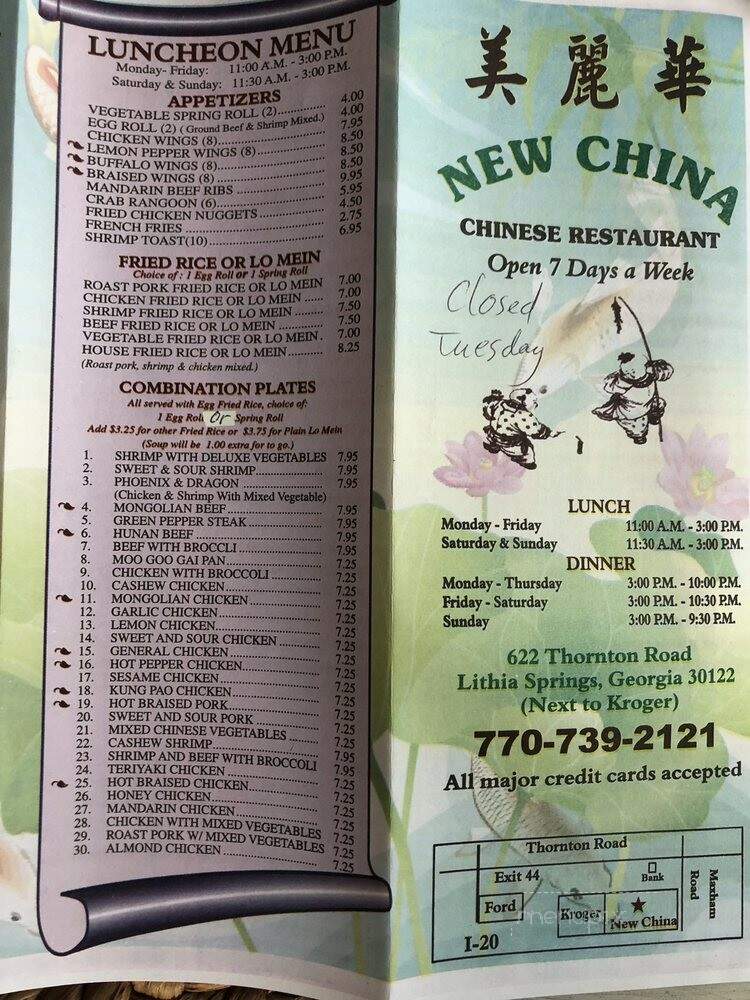 LUNCHEON MENU
Monday- Friday: 11:00 A.M. - 3:00 P.M.
Saturday & Sunday: 11:30 A.M. - 3:00 P.M.
APPETIZERS
VEGETABLE SPRING ROLL (2) 4.00
EGG ROLL (2) ( Ground Beef & Shrimp Mixed.) 4.00
CHICKEN WINGS (8) 7.95
LEMON PEPPER WINGS (8) 8.50
BUFFALO WINGS (8) 8.50
BRAISED WINGS (8) 8.50
MANDARIN BEEF RIBS 9.95
CRAB RANGOON (6) 5.95
FRIED CHICKEN NUGGETS 4.50
FRENCH FRIES 2.75
SHRIMP TOAST(10) 6.95
FRIED RICE OR LO MEIN
Choice of : 1 Egg Roll or 1 Spring Roll
ROAST PORK FRIED RICE OR LO MEIN 7.00
CHICKEN FRIED RICE OR LO MEIN 7.00
SHRIMP FRIED RICE OR LO MEIN 7.50
BEEF FRIED RICE OR LO MEIN 7.50
VEGETABLE FRIED RICE OR LO MEIN. 7.00
HOUSE FRIED RICE OR LO MEIN 8.25
(Roast pork, shrimp & chicken mixed.)
COMBINATION PLATES
All served with Egg Fried Rice, choice of:
1 Egg Roll or Spring Roll
Add $3.25 for other Fried Rice or $3.75 for Plain Lo Mein
(Soup will be 1.00 extra for to go.)
1. SHRIMP WITH DELUXE VEGETABLES 7.95
2. SWEET & SOUR SHRIMP 7.95
3. PHOENIX & DRAGON 7.95
(Chicken & Shrimp With Mixed Vegetable)
4. MONGOLIAN BEEF 7.95
5. GREEN PEPPER STEAK 7.95
6. HUNAN BEEF 7.95
7. BEEF WITH BROCCLI 7.95
8. MOO GOO GAI PAN 7.25
9. CHICKEN WITH BROCCOLI 7.25
10. CASHEW CHICKEN 7.25
11. MONGOLIAN CHICKEN 7.25
12. GARLIC CHICKEN 7.25
13. LEMON CHICKEN 7.25
14. SWEET AND SOUR CHICKEN 7.25
15. GENERAL CHICKEN 7.25
16. HOT PEPPER CHICKEN 7.25
17. SESAME CHICKEN 7.25
18. KUNG PAO CHICKEN 7.25
19. HOT BRAISED PORK 7.25
20. SWEET AND SOUR PORK 7.25
21. MIXED CHINESE VEGETABLES 7.25
22. CASHEW SHRIMP 7.95
23. SHRIMP AND BEEF WITH BROCCOLI 7.95
24. TERIYAKI CHICKEN 7.25
25. HOT BRAISED CHICKEN 7.25
26. HONEY CHICKEN 7.25
27. MANDARIN CHICKEN 7.25
28. CHICKEN WITH MIXED VEGETABLES 7.25
29. ROAST PORK W/ MIXED VEGETABLES 7.25
30. ALMOND CHICKEN 7.25
美麗華
NEW CHINA
CHINESE RESTAURANT
Open 7 Days a Week
Closed
Tuesday
LUNCH
Monday - Friday 11:00 A.M. - 3:00 P.M.
Saturday & Sunday 11:30 A.M. - 3:00 P.M.
DINNER
Monday - Thursday 3:00 P.M. - 10:00 P.M.
Friday - Saturday 3:00 P.M. - 10:30 P.M.
Sunday 3:00 P.M. - 9:30 P.M.
622 Thornton Road
Lithia Springs, Georgia 30122
(Next to Kroger)
770-739-2121
All major credit cards accepted
Thornton Road
Exit 44
Bank
Maxham Road
Ford
Kroger
New China
I-20